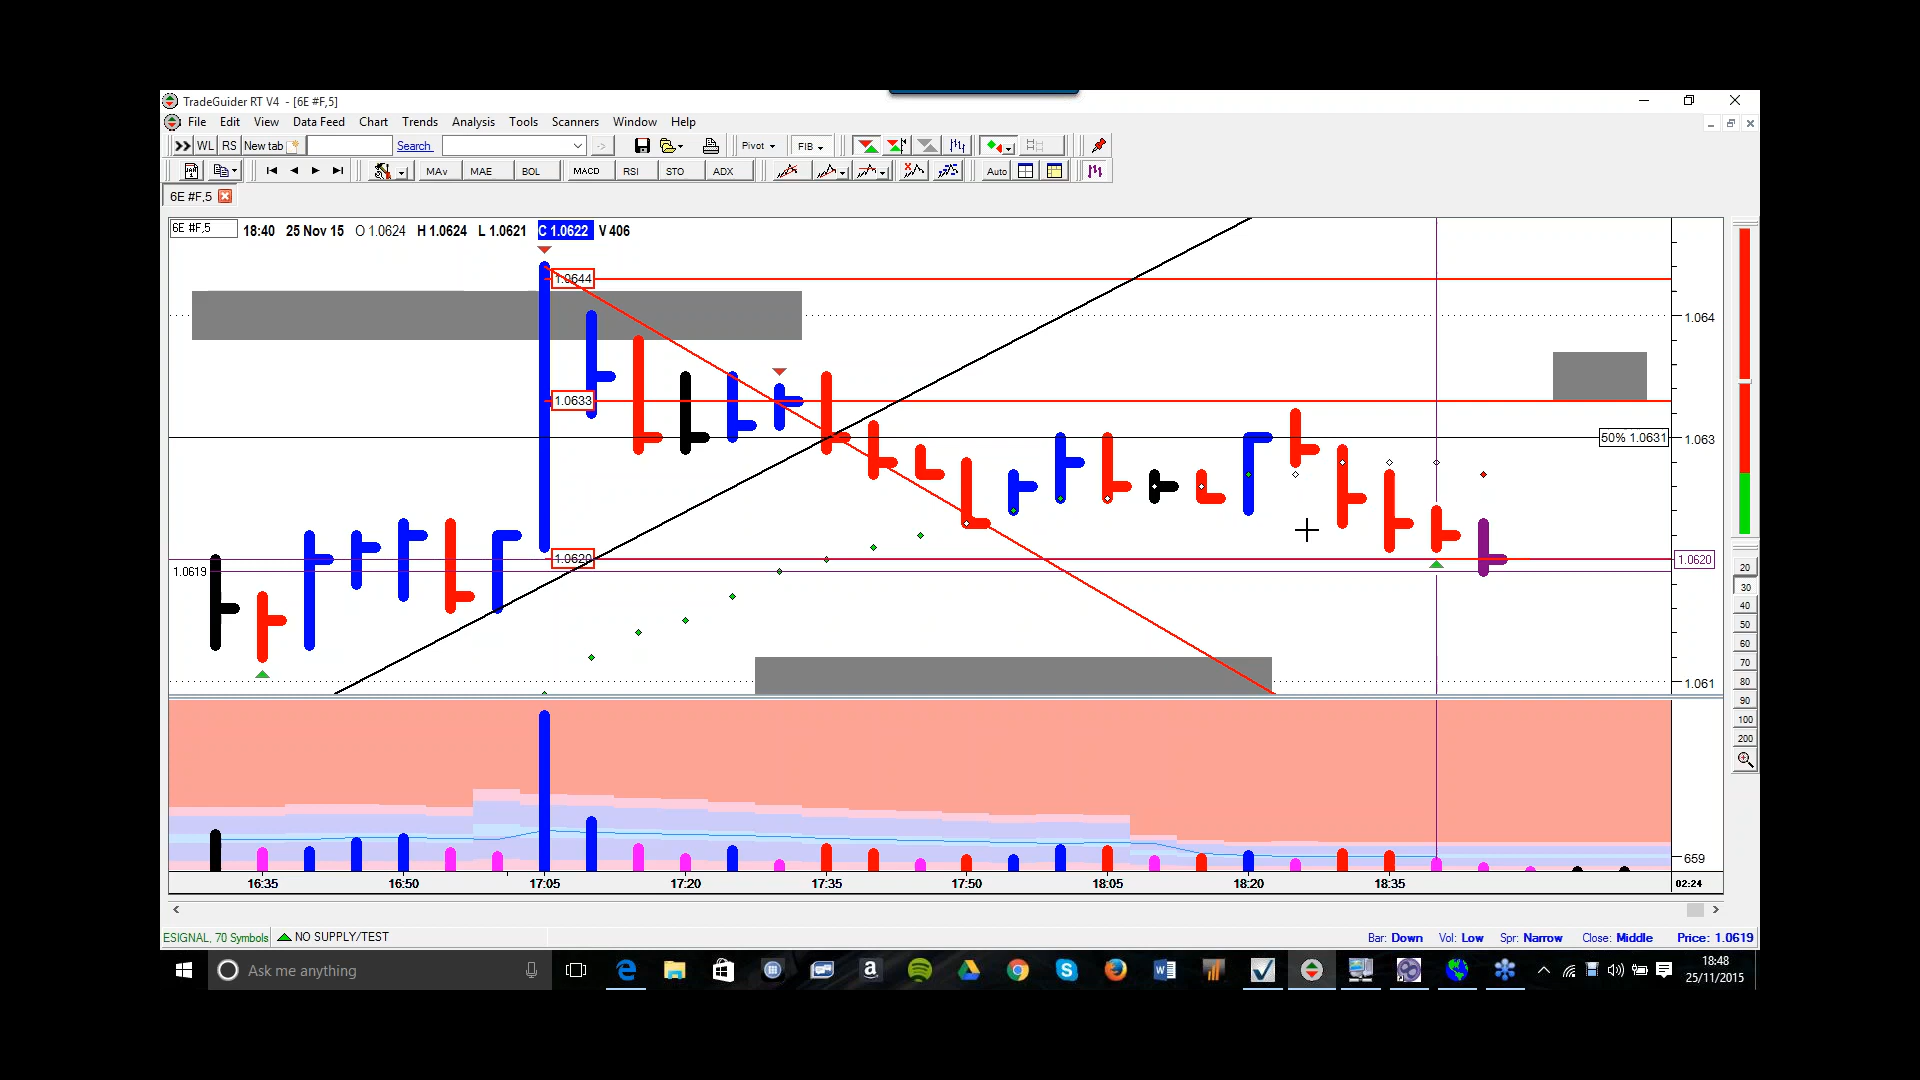 TradeGuider RT V4 - [6E #F,5]
File Edit View Data Feed Chart Trends Analysis Tools Scanners Window Help
WL RS New tab Search Pivot FIB
MAv MAE BOL MACD RSI STO ADX Auto
6E #F,5
6E #F,5 18:40 25 Nov 15 O 1.0624 H 1.0624 L 1.0621 C 1.0622 V 406
1.0644
1.064
1.0633
50% 1.0631
1.063
1.0620
1.0620
1.0619
1.061
20
30
40
50
60
70
80
90
100
200
659
16:35 16:50 17:05 17:20 17:35 17:50 18:05 18:20 18:35 02:24
ESIGNAL, 70 Symbols NO SUPPLY/TEST Bar: Down Vol: Low Spr: Narrow Close: Middle Price: 1.0619
Ask me anything
18:48
25/11/2015